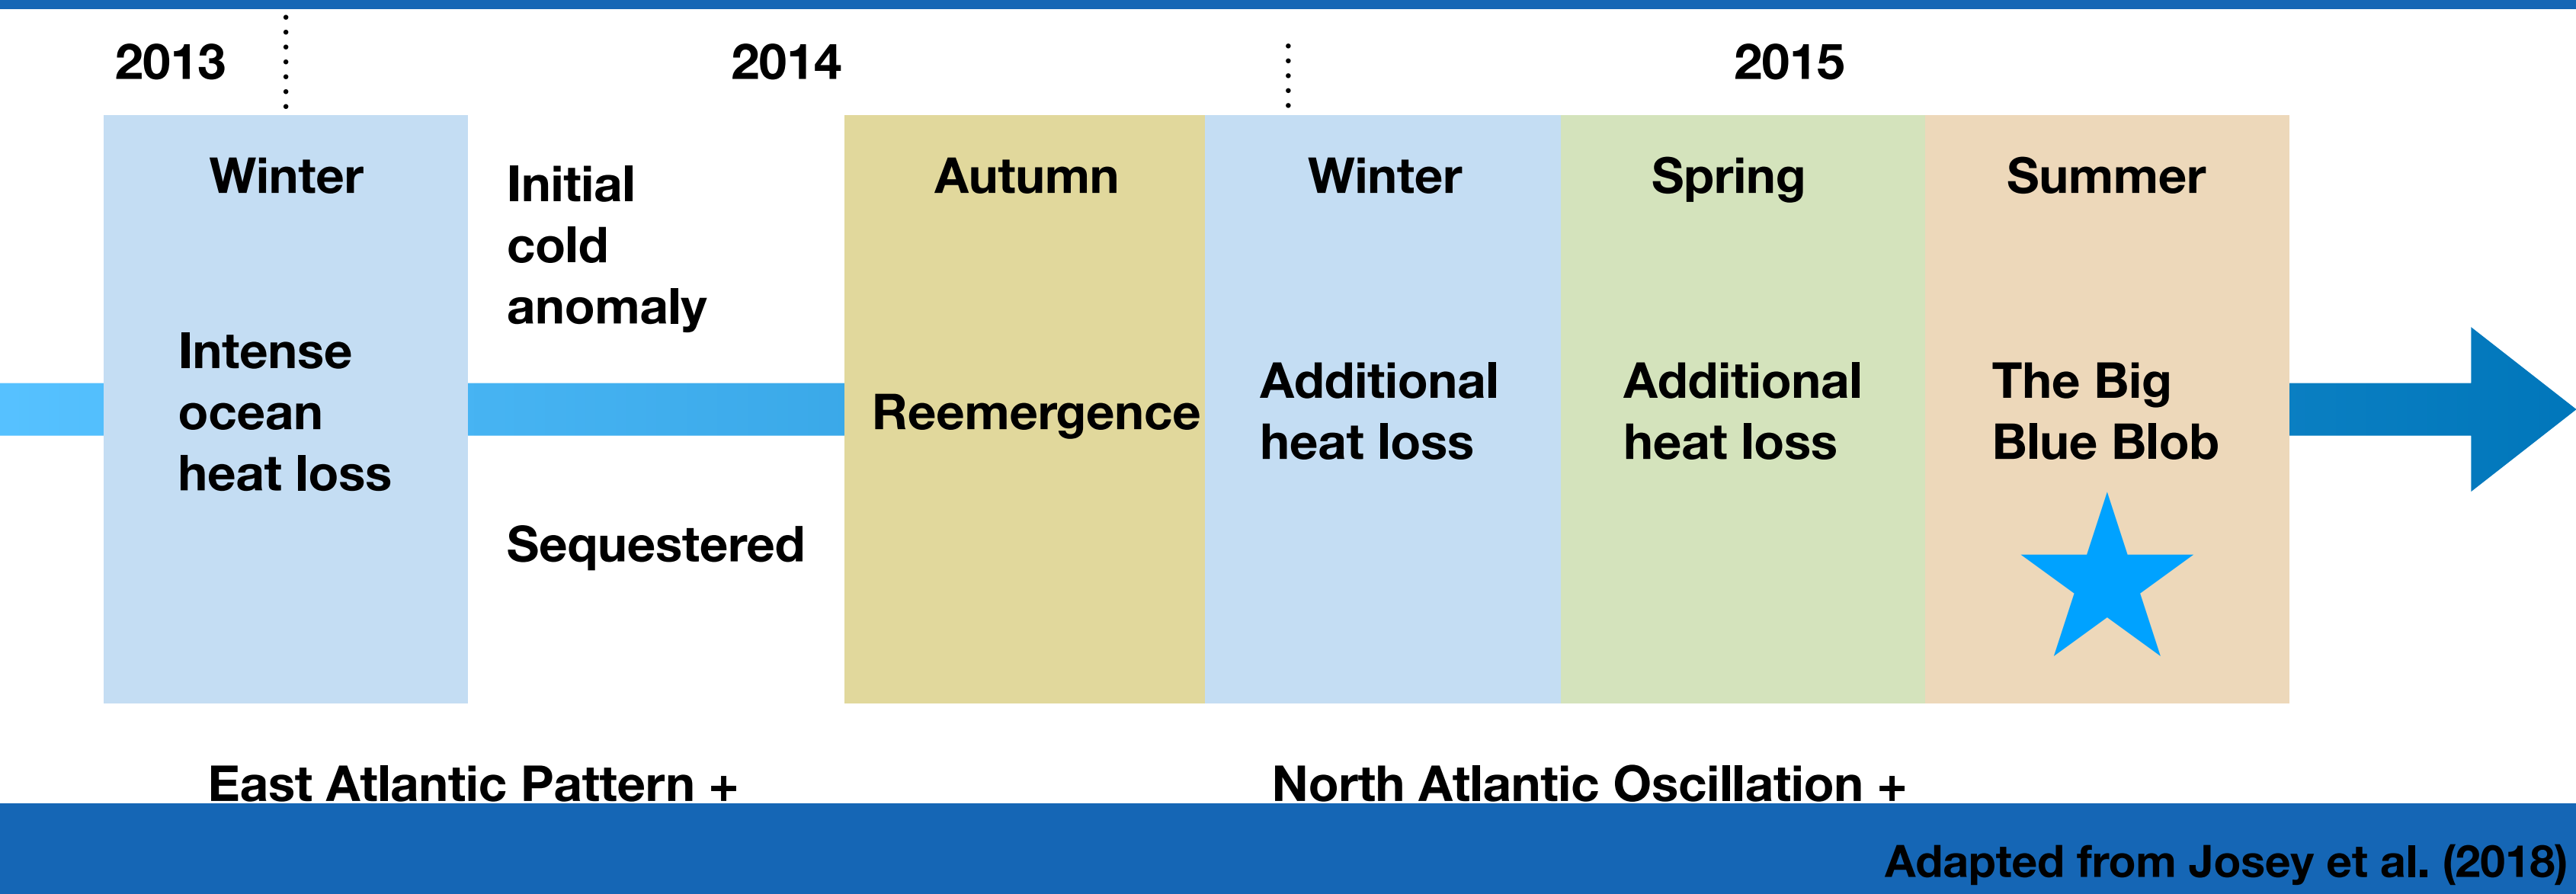 2013
2014
2015
Winter
Intense
ocean
heat loss
Initial
cold
anomaly
Sequestered
Autumn
Reemergence
Winter
Additional
heat loss
Spring
Additional
heat loss
Summer
The Big
Blue Blob
East Atlantic Pattern +
North Atlantic Oscillation +
Adapted from Josey et al. (2018)